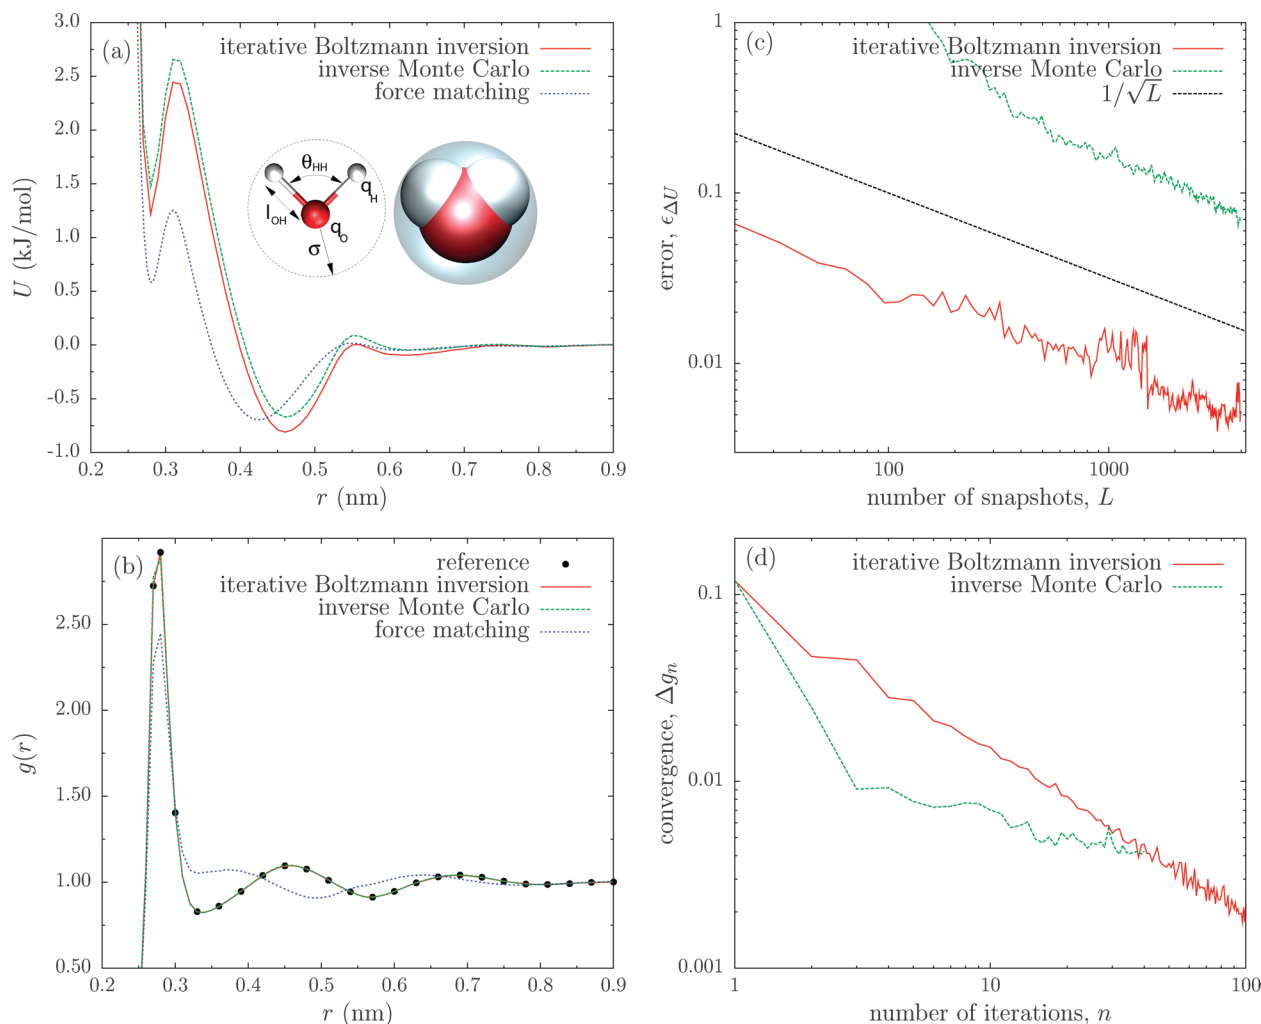 (a)
iterative Boltzmann inversion
inverse Monte Carlo
force matching
U (kJ/mol)
3.0
2.5
2.0
1.5
1.0
0.5
0.0
-0.5
-1.0
θHH
qH
lOH
qO
σ
0.2 0.3 0.4 0.5 0.6 0.7 0.8 0.9
r (nm)
(c)
iterative Boltzmann inversion
inverse Monte Carlo
1/√L
error, ϵΔU
1
0.1
0.01
100 1000
number of snapshots, L
(b)
reference
iterative Boltzmann inversion
inverse Monte Carlo
force matching
g(r)
2.50
2.00
1.50
1.00
0.50
0.2 0.3 0.4 0.5 0.6 0.7 0.8 0.9
r (nm)
(d)
iterative Boltzmann inversion
inverse Monte Carlo
convergence, Δgn
0.1
0.01
0.001
1 10 100
number of iterations, n